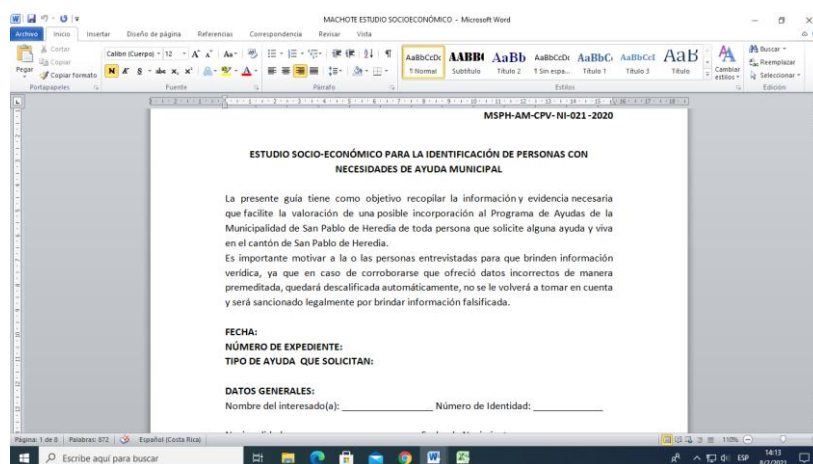 MACHOTE ESTUDIO SOCIOECONÓMICO - Microsoft Word
Archivo Inicio Insertar Diseño de página Referencias Correspondencia Revisar Vista
Pegar
Cortar
Copiar
Copiar formato
Portapapeles
Calibri (Cuerpo) 12
N K S abc x, x² A
Fuente
Párrafo
AaBbCcDc AABB( AaBb AaBbCcDc AaBbC AaBbCcI AaB
¶ Normal Subtítulo Título 2 ¶ Sin espa... Título 1 Título 3 Título
Cambiar estilos
Estilos
Buscar
Reemplazar
Seleccionar
Edición
MSPH-AM-CPV- NI-021 -2020
ESTUDIO SOCIO-ECONÓMICO PARA LA IDENTIFICACIÓN DE PERSONAS CON
NECESIDADES DE AYUDA MUNICIPAL
La presente guía tiene como objetivo recopilar la información y evidencia necesaria
que facilite la valoración de una posible incorporación al Programa de Ayudas de la
Municipalidad de San Pablo de Heredia de toda persona que solicite alguna ayuda y viva
en el cantón de San Pablo de Heredia.
Es importante motivar a la o las personas entrevistadas para que brinden información
verídica, ya que en caso de corroborarse que ofreció datos incorrectos de manera
premeditada, quedará descalificada automáticamente, no se le volverá a tomar en cuenta
y será sancionado legalmente por brindar información falsificada.
FECHA:
NÚMERO DE EXPEDIENTE:
TIPO DE AYUDA QUE SOLICITAN:
DATOS GENERALES:
Nombre del interesado(a): _________________ Número de Identidad: _____________
Página: 1 de 8 Palabras: 872 Español (Costa Rica) 110%
Escribe aquí para buscar
ESP
14:13
8/2/2021